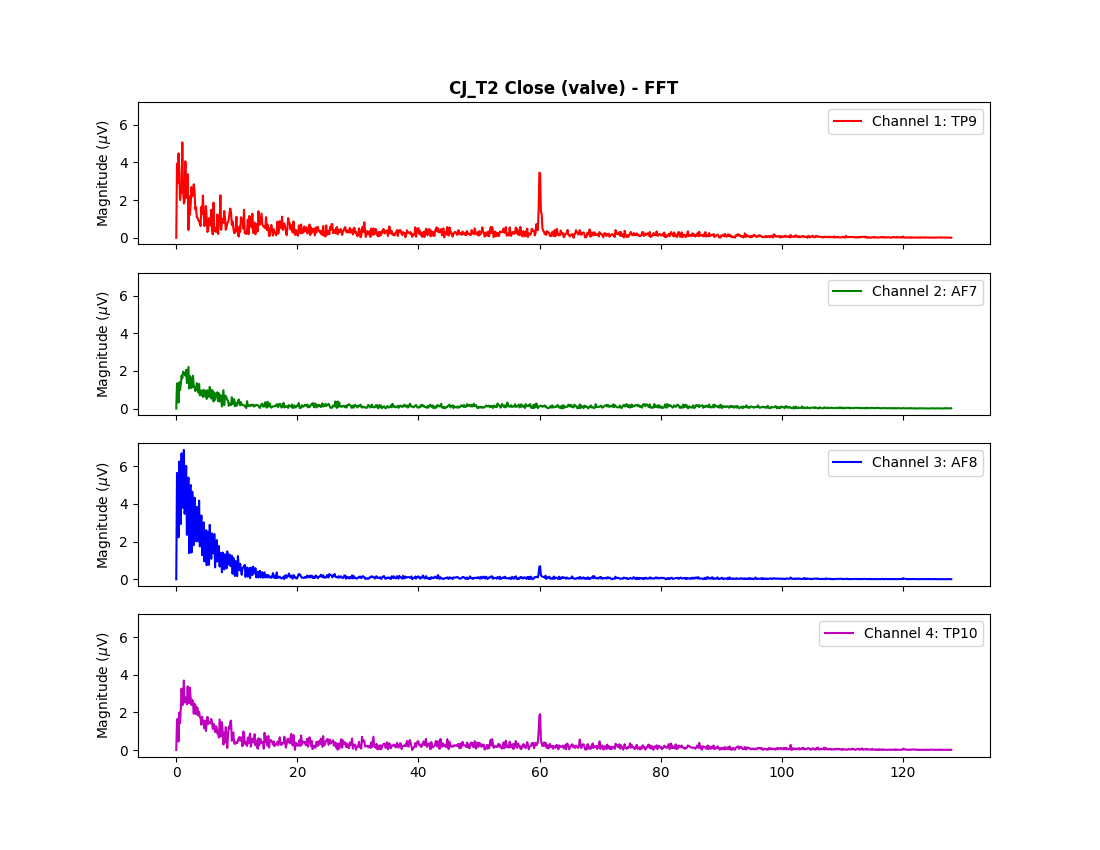 CJ_T2 Close (valve) - FFT
Magnitude (μV)
6
4
2
0
Channel 1: TP9
Magnitude (μV)
6
4
2
0
Channel 2: AF7
Magnitude (μV)
6
4
2
0
Channel 3: AF8
Magnitude (μV)
6
4
2
0
Channel 4: TP10
0 20 40 60 80 100 120